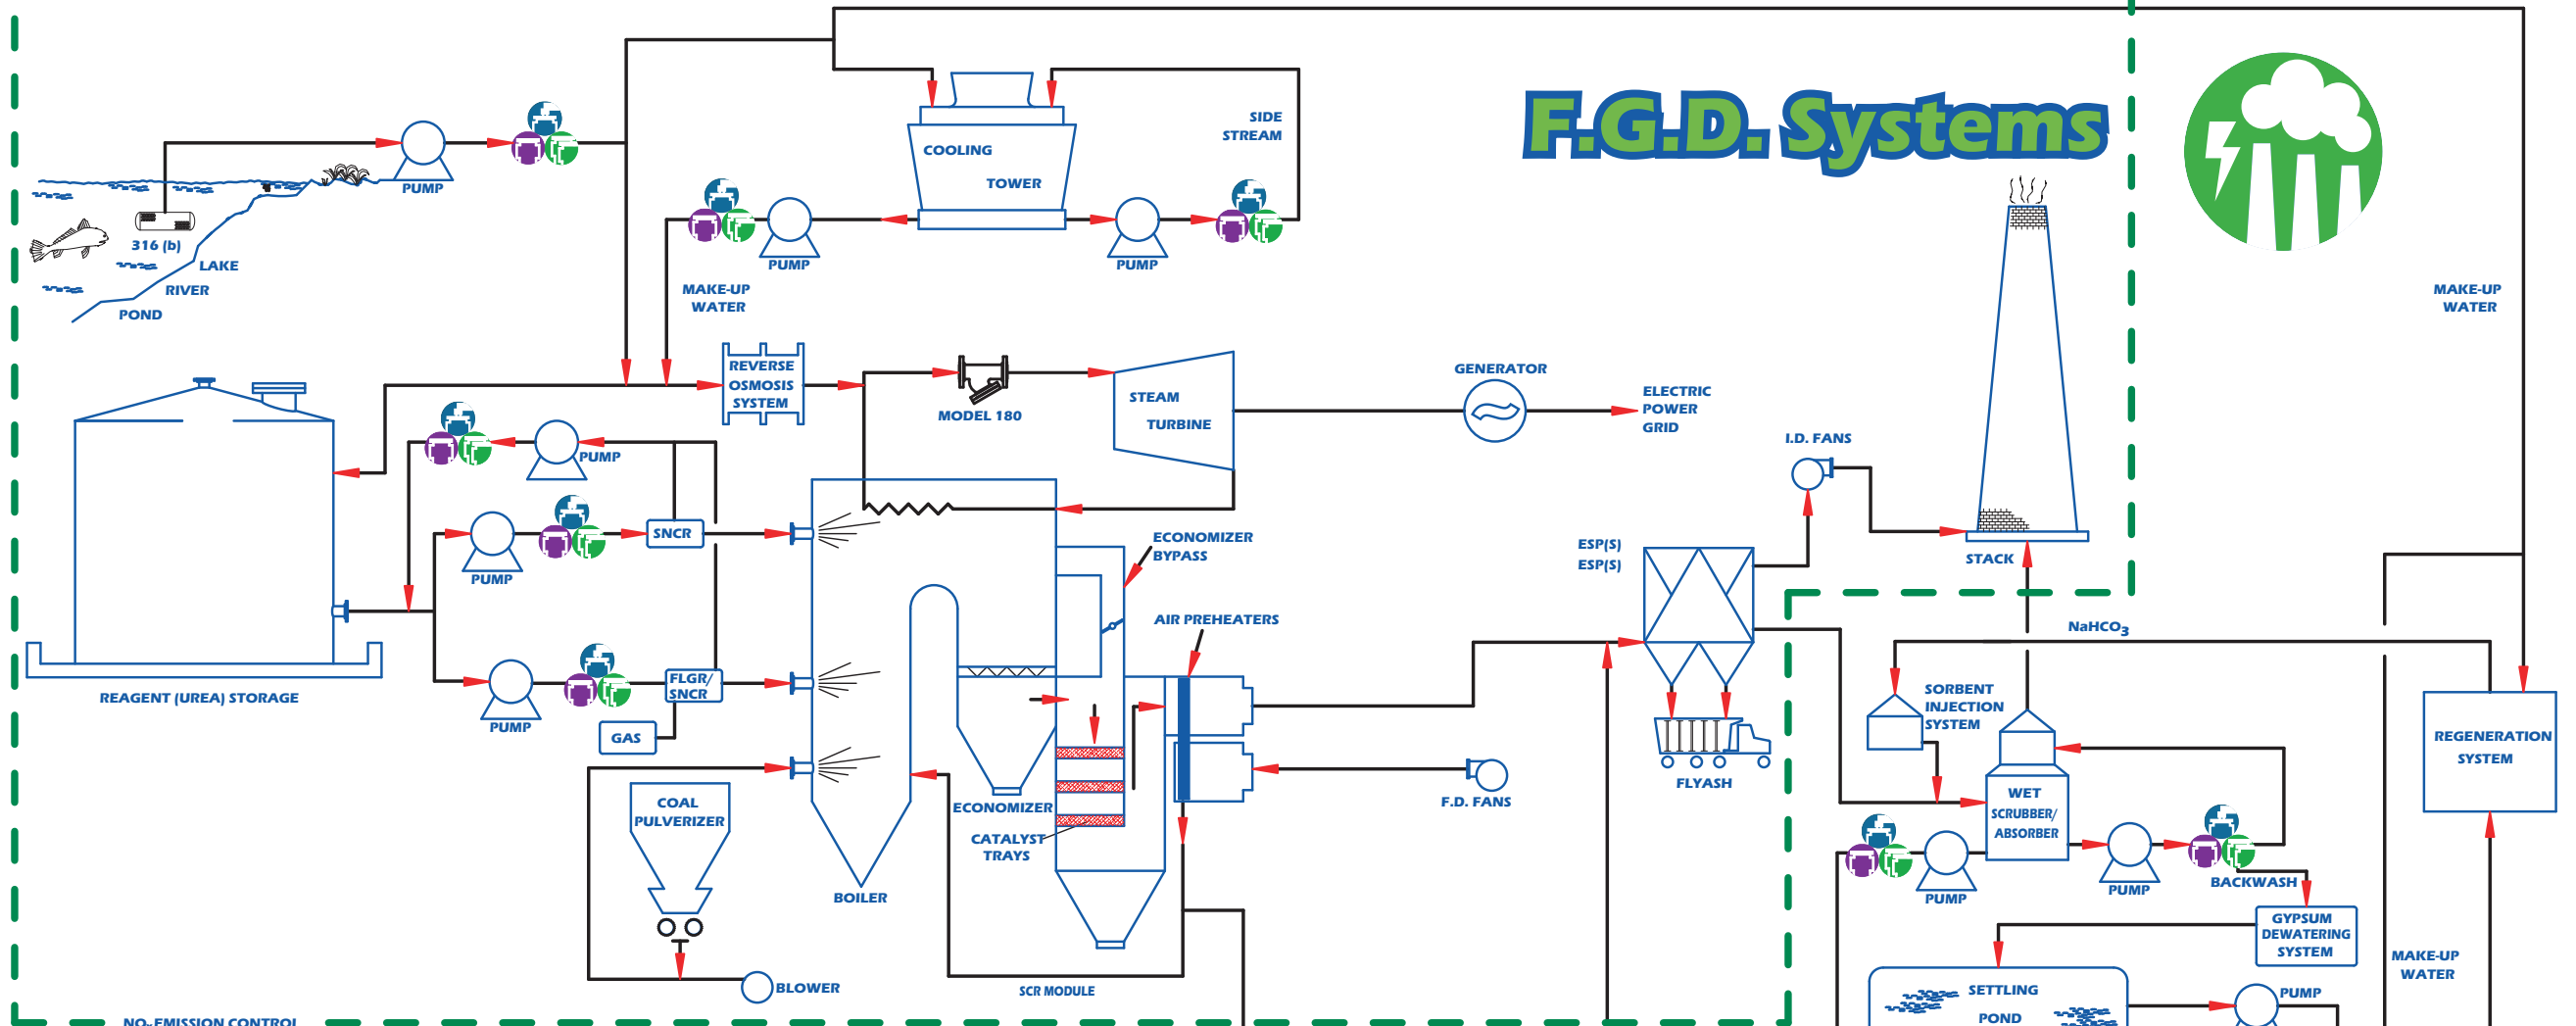 F.G.D. Systems
SIDE
STREAM
COOLING
TOWER
PUMP
316 (b)
LAKE
RIVER
POND
PUMP
PUMP
MAKE-UP
WATER
MAKE-UP
WATER
REVERSE
OSMOSIS
SYSTEM
MODEL 180
STEAM
TURBINE
GENERATOR
ELECTRIC
POWER
GRID
I.D. FANS
PUMP
SNCR
PUMP
ECONOMIZER
BYPASS
ESP(S)
ESP(S)
STACK
AIR PREHEATERS
NaHCO3
REAGENT (UREA) STORAGE
FLGR/
SNCR
PUMP
GAS
SORBENT
INJECTION
SYSTEM
REGENERATION
SYSTEM
FLYASH
COAL
PULVERIZER
ECONOMIZER
F.D. FANS
WET
SCRUBBER/
ABSORBER
CATALYST
TRAYS
BOILER
PUMP
PUMP
BACKWASH
GYPSUM
DEWATERING
SYSTEM
MAKE-UP
WATER
BLOWER
SCR MODULE
SETTLING
POND
PUMP
NOx EMISSION CONTROL